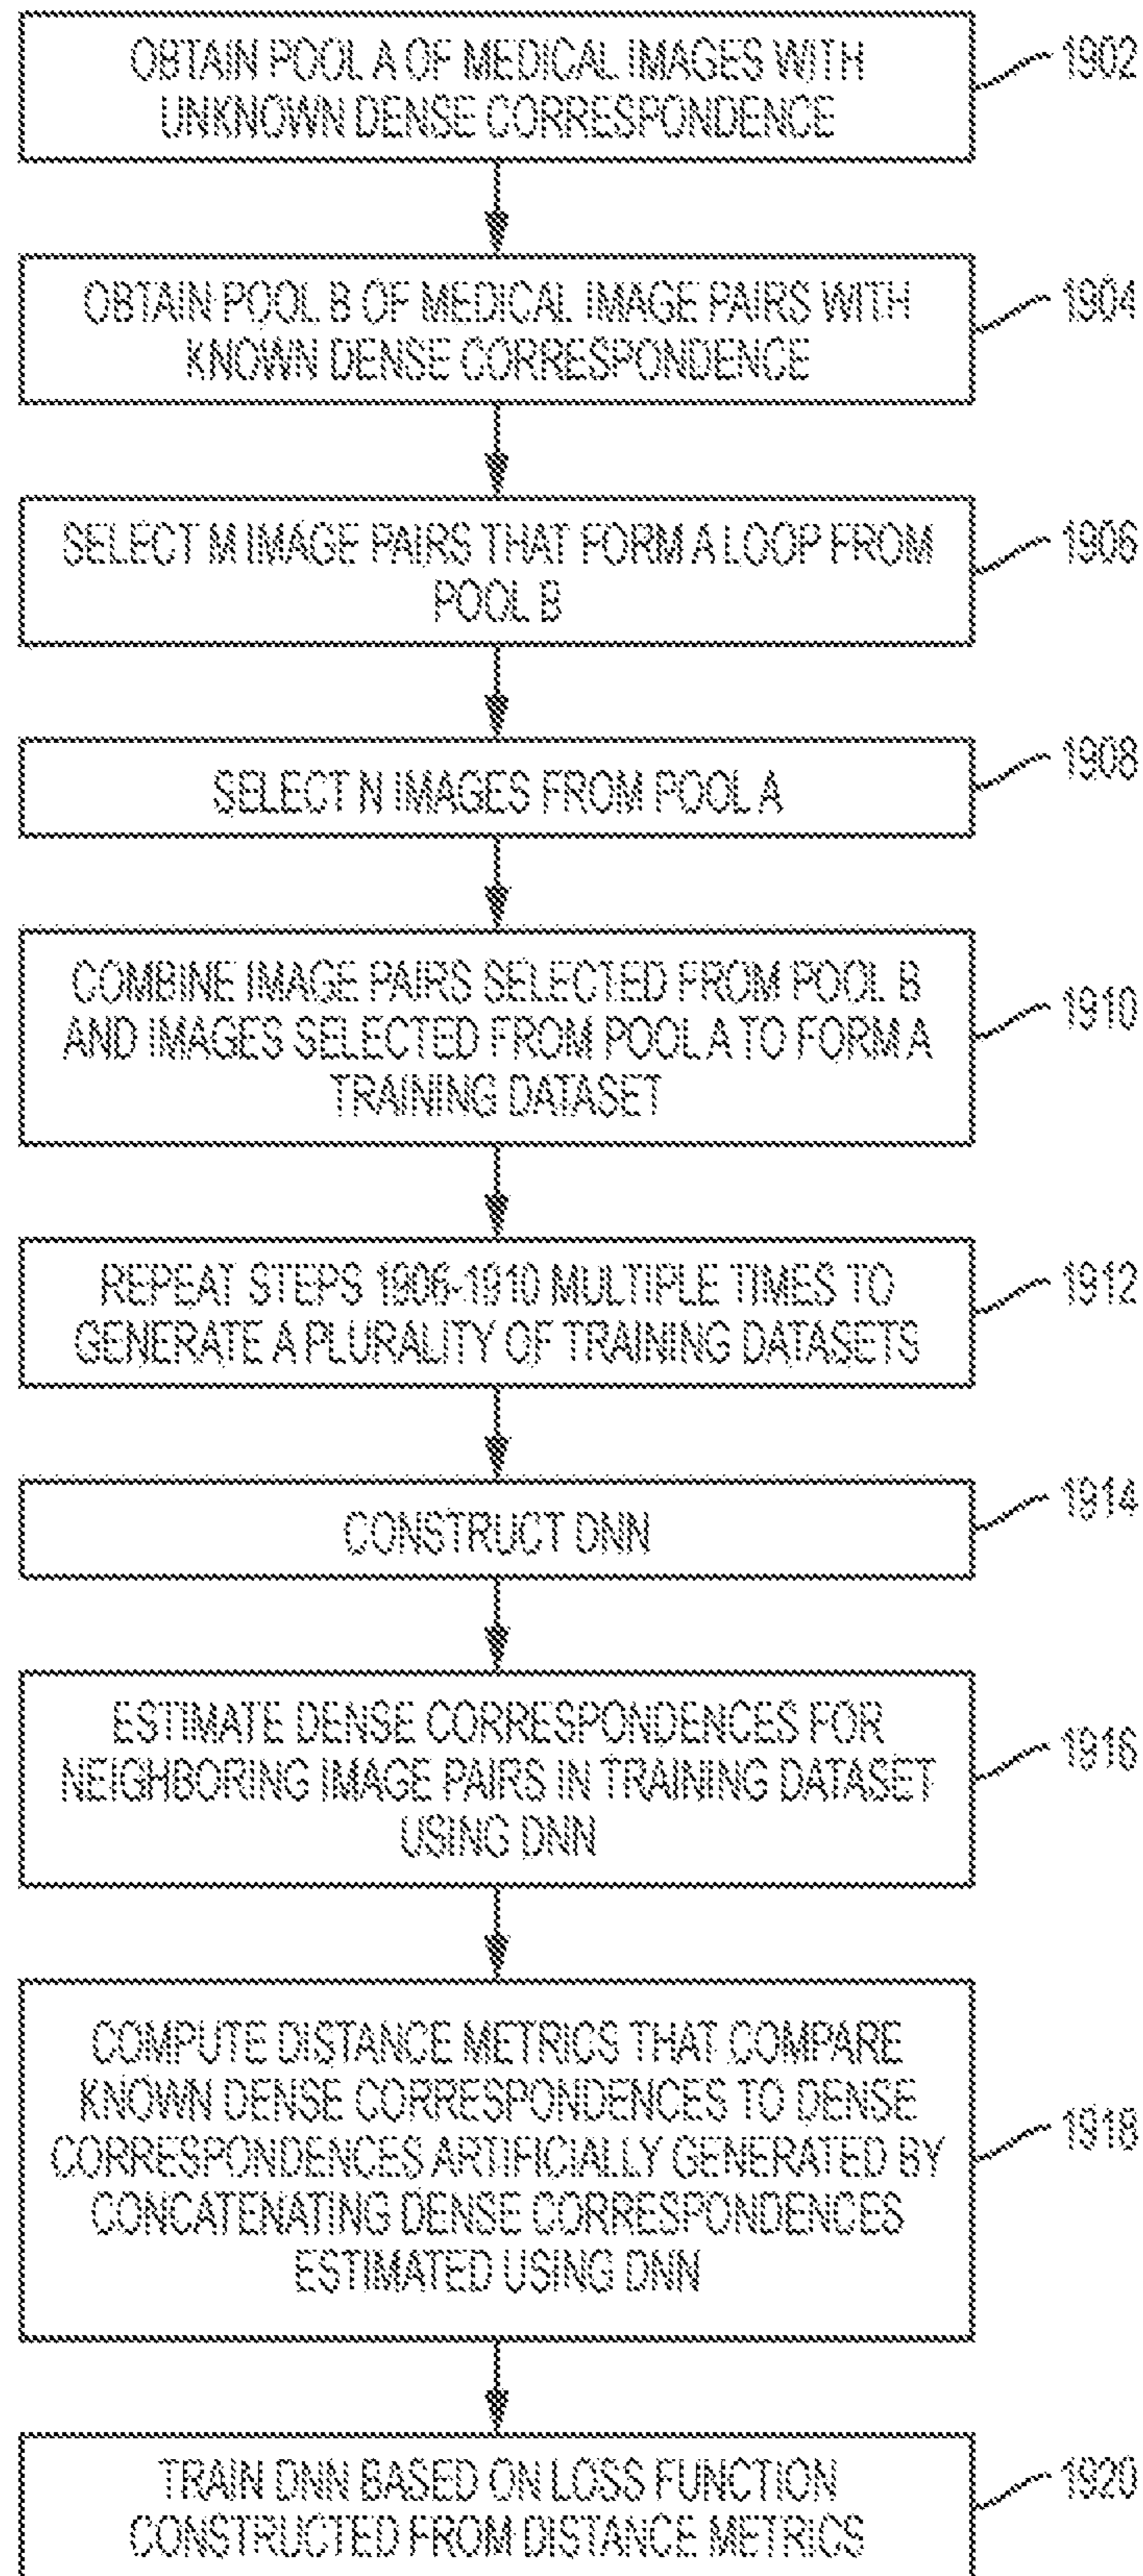 OBTAIN POOL A OF MEDICAL IMAGES WITH
UNKNOWN DENSE CORRESPONDENCE
1902
OBTAIN POOL B OF MEDICAL IMAGE PAIRS WITH
KNOWN DENSE CORRESPONDENCE
1904
SELECT M IMAGE PAIRS THAT FORM A LOOP FROM
POOL B
1906
SELECT N IMAGES FROM POOL A
1908
COMBINE IMAGE PAIRS SELECTED FROM POOL B
AND IMAGES SELECTED FROM POOL A TO FORM A
TRAINING DATASET
1910
REPEAT STEPS 1906-1910 MULTIPLE TIMES TO
GENERATE A PLURALITY OF TRAINING DATASETS
1912
CONSTRUCT DNN
1914
ESTIMATE DENSE CORRESPONDENCES FOR
NEIGHBORING IMAGE PAIRS IN TRAINING DATASET
USING DNN
1916
COMPUTE DISTANCE METRICS THAT COMPARE
KNOWN DENSE CORRESPONDENCES TO DENSE
CORRESPONDENCES ARTIFICIALLY GENERATED BY
CONCATENATING DENSE CORRESPONDENCES
ESTIMATED USING DNN
1918
TRAIN DNN BASED ON LOSS FUNCTION
CONSTRUCTED FROM DISTANCE METRICS
1920